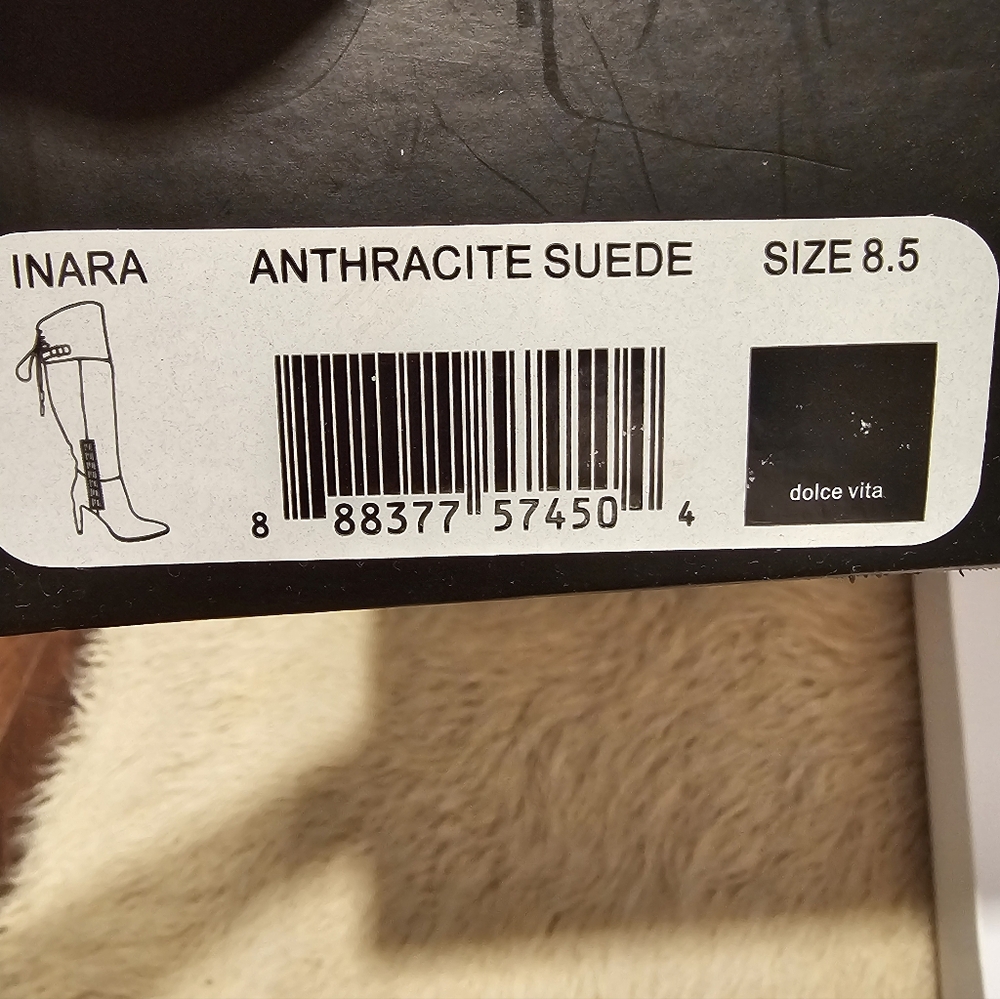 INARA ANTHRACITE SUEDE SIZE 8.5
8 88377 57450 4
dolce vita